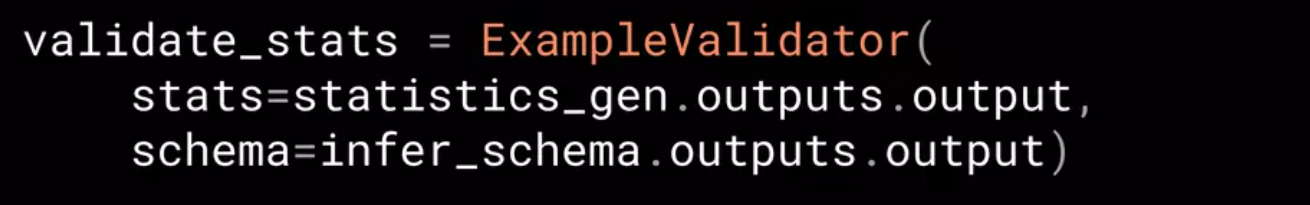 validate_stats = ExampleValidator(
    stats=statistics_gen.outputs.output,
    schema=infer_schema.outputs.output)